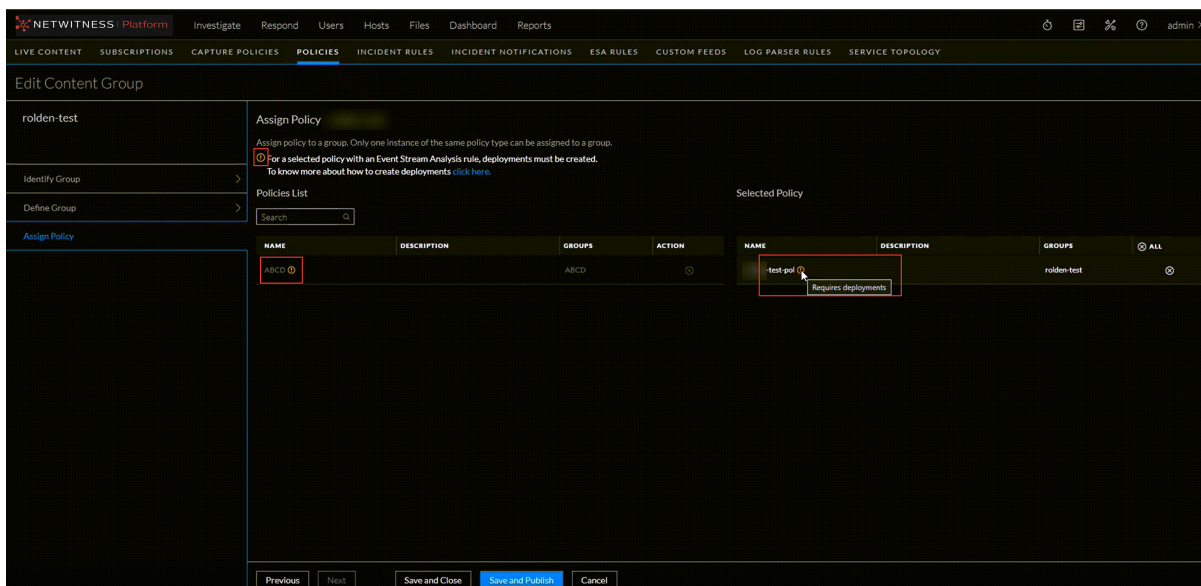 NETWITNESS Platform Investigate Respond Users Hosts Files Dashboard Reports admin
LIVE CONTENT SUBSCRIPTIONS CAPTURE POLICIES POLICIES INCIDENT RULES INCIDENT NOTIFICATIONS ESA RULES CUSTOM FEEDS LOG PARSER RULES SERVICE TOPOLOGY
Edit Content Group
rolden-test
Identify Group
Define Group
Assign Policy
Assign Policy
Assign policy to a group. Only one instance of the same policy type can be assigned to a group.
For a selected policy with an Event Stream Analysis rule, deployments must be created.
To know more about how to create deployments click here.
Policies List
Search
NAME DESCRIPTION GROUPS ACTION
ABCD ABCD
Selected Policy
NAME DESCRIPTION GROUPS ALL
-test-pol rolden-test
Requires deployments
Previous Next Save and Close Save and Publish Cancel